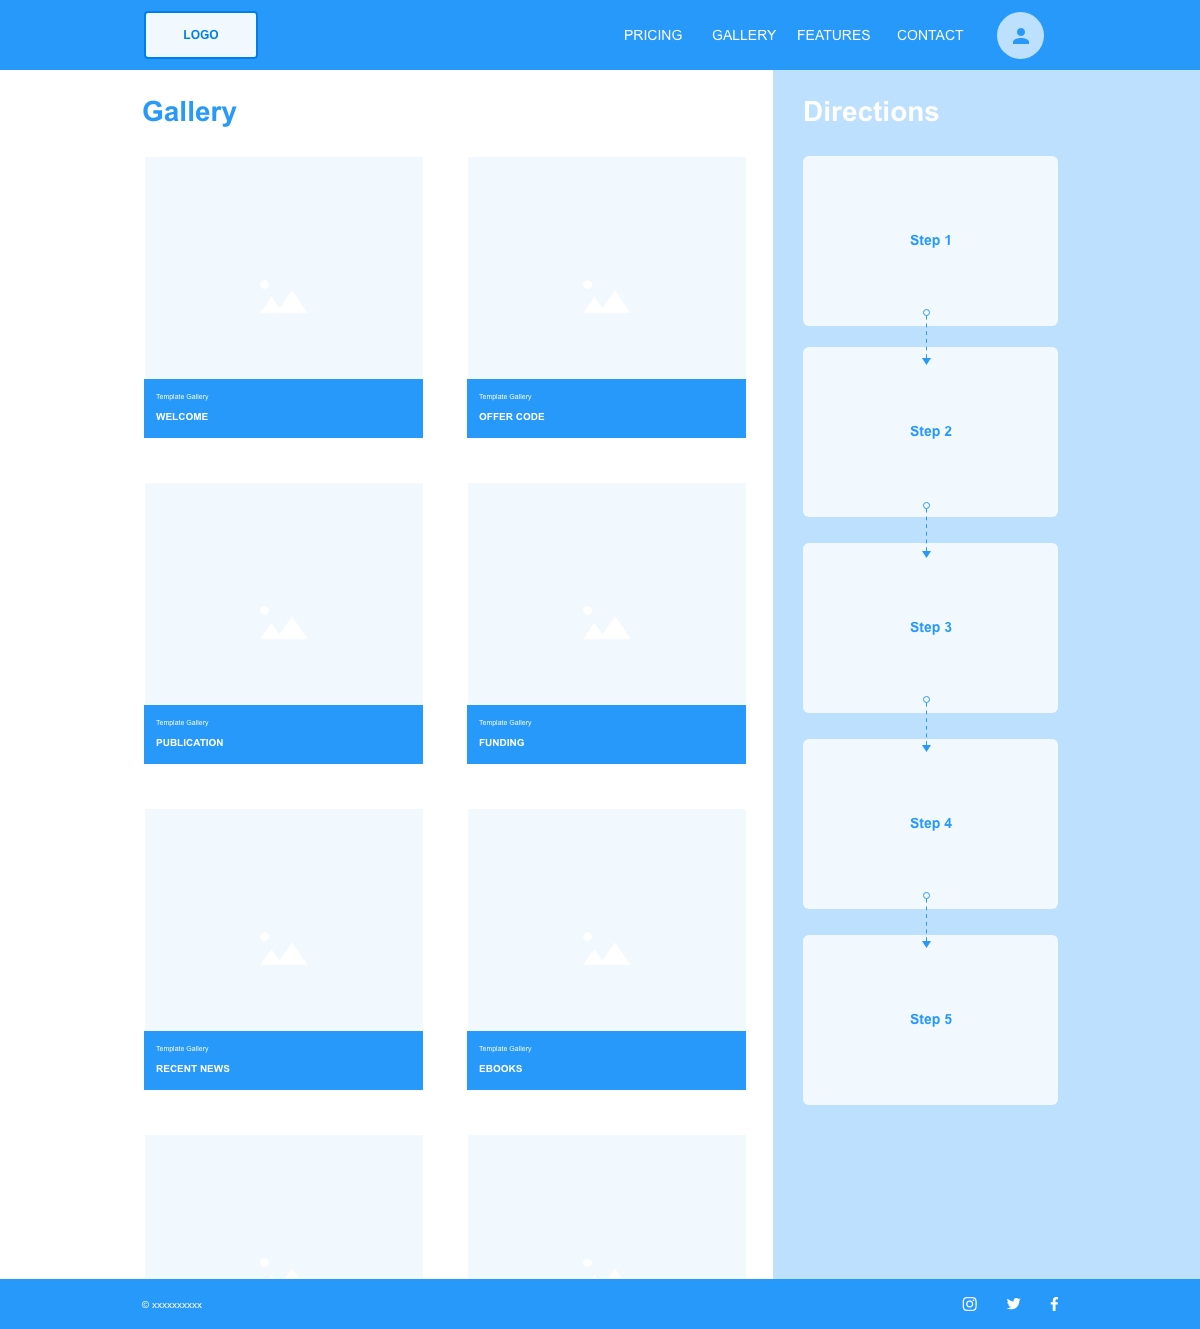 LOGO
PRICING
GALLERY
FEATURES
CONTACT
Gallery
Template Gallery
WELCOME
Template Gallery
OFFER CODE
Template Gallery
PUBLICATION
Template Gallery
FUNDING
Template Gallery
RECENT NEWS
Template Gallery
EBOOKS
Directions
Step 1
Step 2
Step 3
Step 4
Step 5
© xxxxxxxxxx